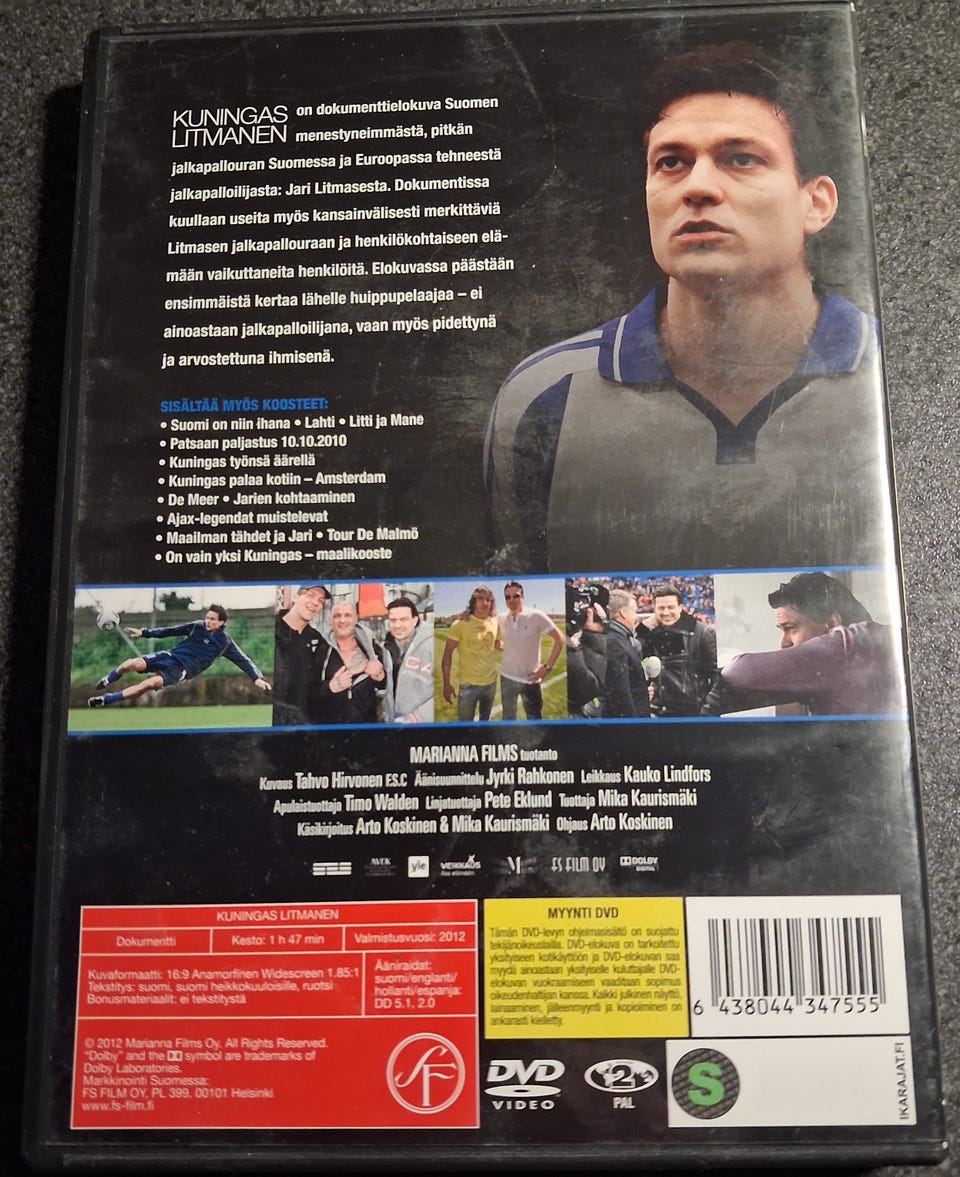 KUNINGAS LITMANEN on dokumenttielokuva Suomen
menestyneimmästä, pitkän
jalkapallouran Suomessa ja Euroopassa tehneestä
jalkapalloilijasta: Jari Litmasesta. Dokumentissa
kuullaan useita myös kansainvälisesti merkittäviä
Litmasen jalkapallouraan ja henkilökohtaiseen elä-
mään vaikuttaneita henkilöitä. Elokuvassa päästään
ensimmäistä kertaa lähelle huippupelaajaa – ei
ainoastaan jalkapalloilijana, vaan myös pidettynä
ja arvostettuna ihmisenä.
SISÄLTÄÄ MYÖS KOOSTEET:
• Suomi on niin ihana • Lahti • Litti ja Mane
• Patsaan paljastus 10.10.2010
• Kuningas työnsä äärellä
• Kuningas palaa kotiin – Amsterdam
• De Meer • Jarien kohtaaminen
• Ajax-legendat muistelevat
• Maailman tähdet ja Jari • Tour De Malmö
• On vain yksi Kuningas – maalikooste
MARIANNA FILMS tuotanto
Kuvaus Tahvo Hirvonen F.S.C Äänisuunnittelu Jyrki Rahkonen Leikkaus Kauko Lindfors
Apulaistuottaja Timo Walden Linjatuottaja Pete Eklund Tuottaja Mika Kaurismäki
Käsikirjoitus Arto Koskinen & Mika Kaurismäki Ohjaus Arto Koskinen
AVEK yle VEIKKAUS M FS FILM OY DOLBY DIGITAL
KUNINGAS LITMANEN
Dokumentti Kesto: 1 h 47 min Valmistusvuosi: 2012
Kuvaformaatti: 16:9 Anamorfinen Widescreen 1.85:1
Tekstitys: suomi, suomi heikkokuuloisille, ruotsi
Bonusmateriaalit: ei tekstitystä
Ääniraidat:
suomi/englanti/
hollanti/espanja:
DD 5.1, 2.0
© 2012 Marianna Films Oy. All Rights Reserved.
"Dolby" and the symbol are trademarks of
Dolby Laboratories.
Markkinointi Suomessa:
FS FILM OY, PL 399, 00101 Helsinki
www.fs-film.fi
SF
MYYNTI DVD
Tämän DVD-levyn ohjelmasisältö on suojattu
tekijänoikeuslailla. DVD-elokuva on tarkoitettu
yksityiseen kotikäyttöön ja DVD-elokuvan saa
myydä ainoastaan yksityiselle kuluttajalle DVD-
elokuvan vuokraamiseen vaaditaan sopimus
oikeudenhaltijan kanssa. Kaikki julkinen näyttö,
lainaaminen, jälleenmyynti ja kopioiminen on
ankarasti kielletty.
6 438044 347555
DVD
VIDEO
2
PAL
S
IKARAJAT.FI